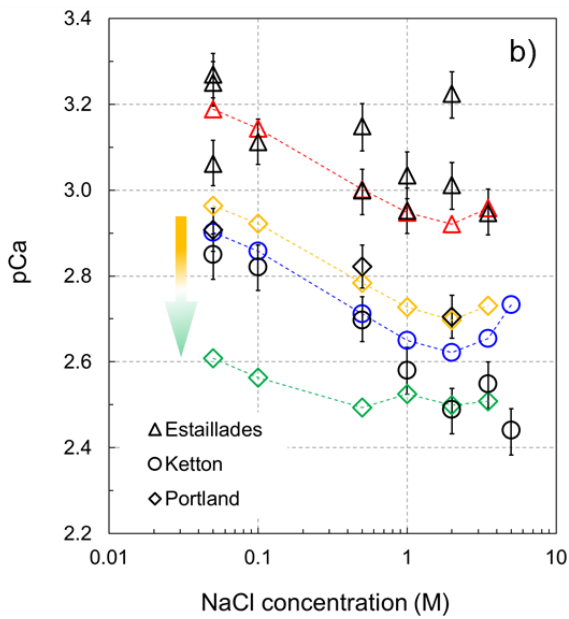 3.4
b)
3.2
3.0
pCa
2.8
2.6
△ Estaillades
○ Ketton
◇ Portland
2.4
2.2
0.01 0.1 1 10
NaCl concentration (M)